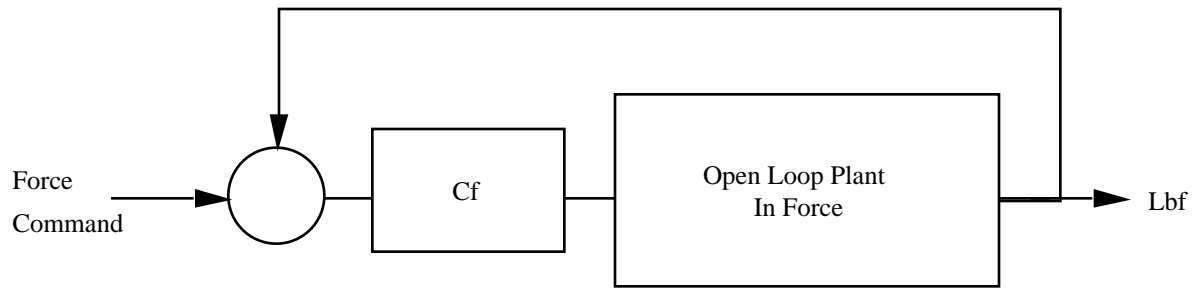 Force
Command
Cf
Open Loop Plant
In Force
Lbf